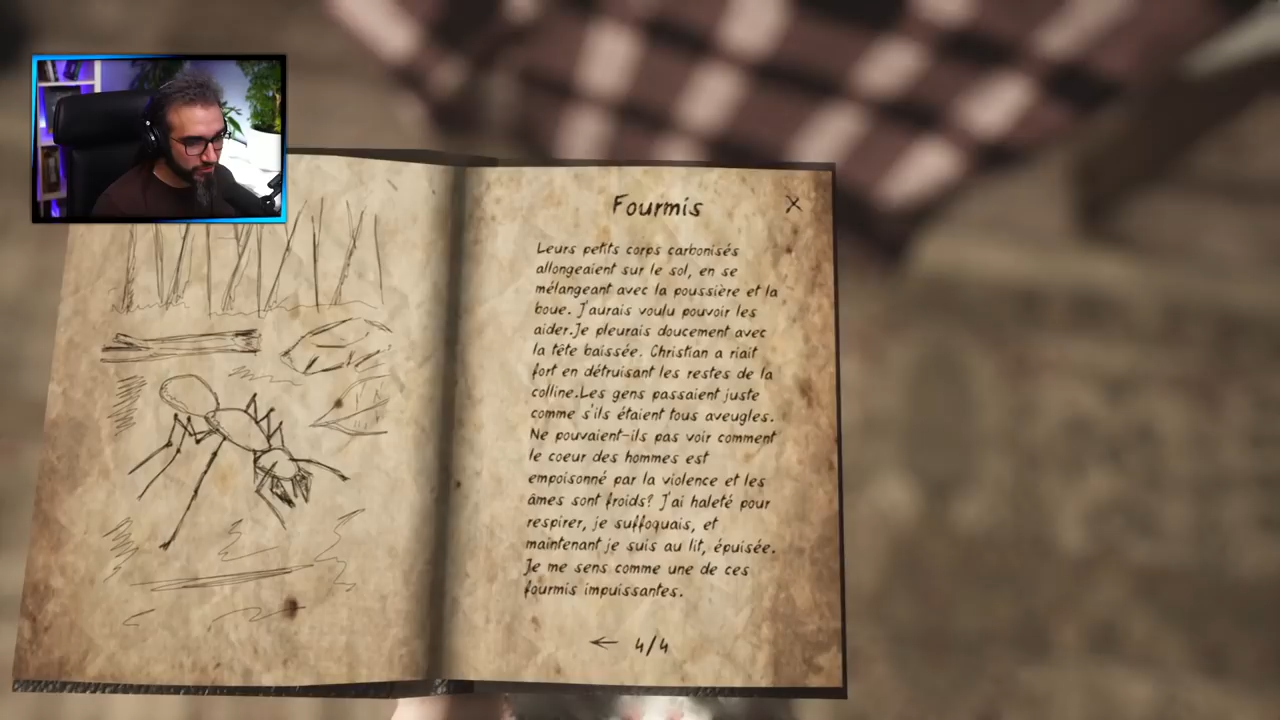 Fourmis
X
Leurs petits corps carbonisés
allongeaient sur le sol, en se
mélangeant avec la poussière et la
boue. J'aurais voulu pouvoir les
aider.Je pleurais doucement avec
la tête baissée. Christian a riait
fort en détruisant les restes de la
colline.Les gens passaient juste
comme s'ils étaient tous aveugles.
Ne pouvaient-ils pas voir comment
le coeur des hommes est
empoisonné par la violence et les
âmes sont froids? J'ai haleté pour
respirer, je suffoquais, et
maintenant je suis au lit, épuisée.
Je me sens comme une de ces
fourmis impuissantes.
← 4/4